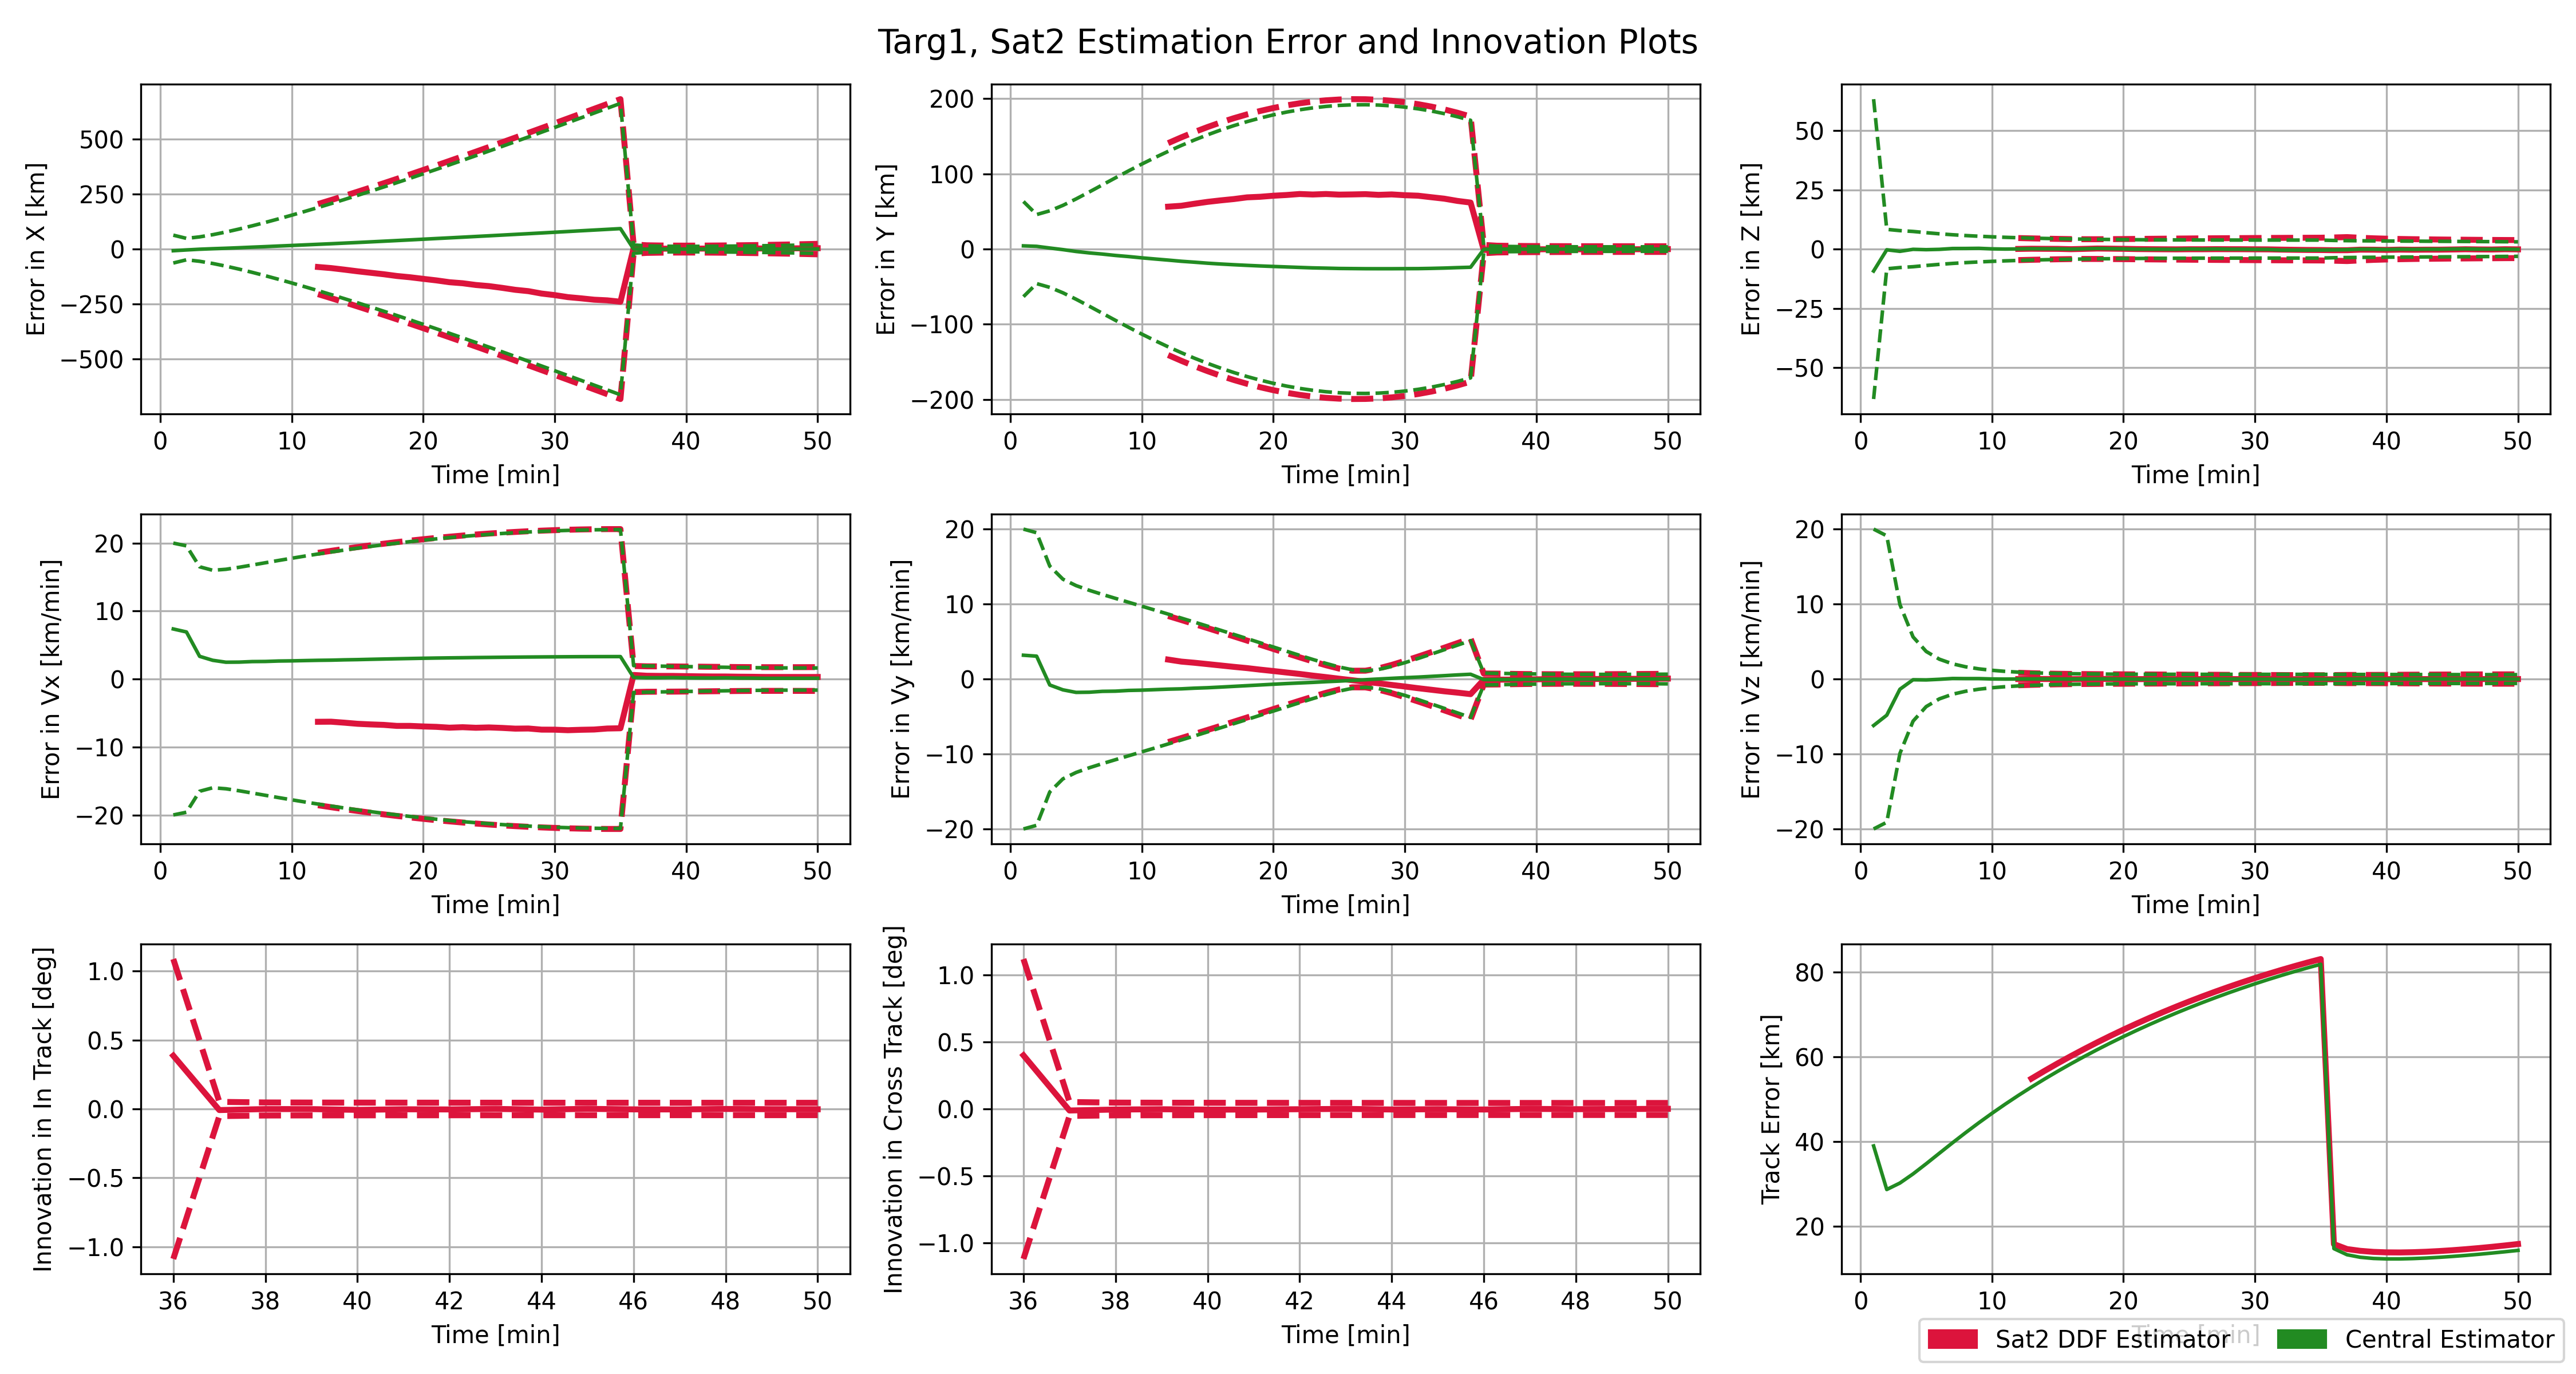 Targ1, Sat2 Estimation Error and Innovation Plots
Error in X [km]
500
250
0
−250
−500
0 10 20 30 40 50
Time [min]
Error in Y [km]
200
100
0
−100
−200
0 10 20 30 40 50
Time [min]
Error in Z [km]
50
25
0
−25
−50
0 10 20 30 40 50
Time [min]
Error in Vx [km/min]
20
10
0
−10
−20
0 10 20 30 40 50
Time [min]
Error in Vy [km/min]
20
10
0
−10
−20
0 10 20 30 40 50
Time [min]
Error in Vz [km/min]
20
10
0
−10
−20
0 10 20 30 40 50
Time [min]
Innovation in In Track [deg]
1.0
0.5
0.0
−0.5
−1.0
36 38 40 42 44 46 48 50
Time [min]
Innovation in Cross Track [deg]
1.0
0.5
0.0
−0.5
−1.0
36 38 40 42 44 46 48 50
Time [min]
Track Error [km]
80
60
40
20
0 10 20 30 40 50
Time [min]
Sat2 DDF Estimator Central Estimator